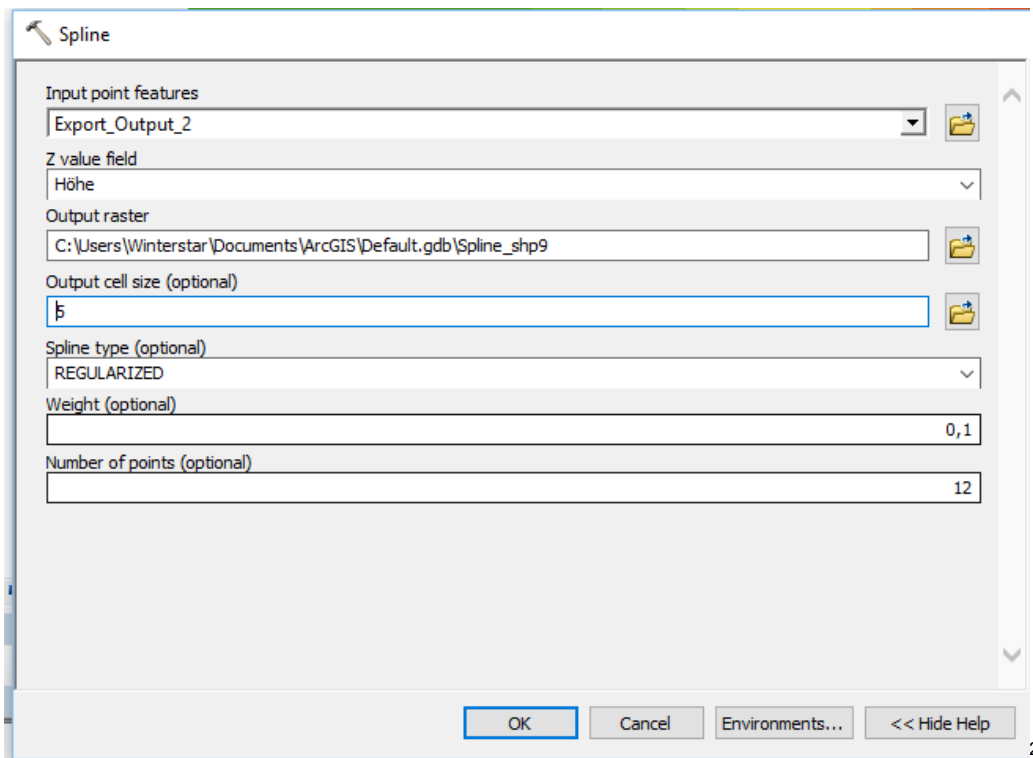 Spline
Input point features
Export_Output_2
Z value field
Höhe
Output raster
C:\Users\Winterstar\Documents\ArcGIS\Default.gdb\Spline_shp9
Output cell size (optional)
5
Spline type (optional)
REGULARIZED
Weight (optional)
0,1
Number of points (optional)
12
OK
Cancel
Environments...
<< Hide Help